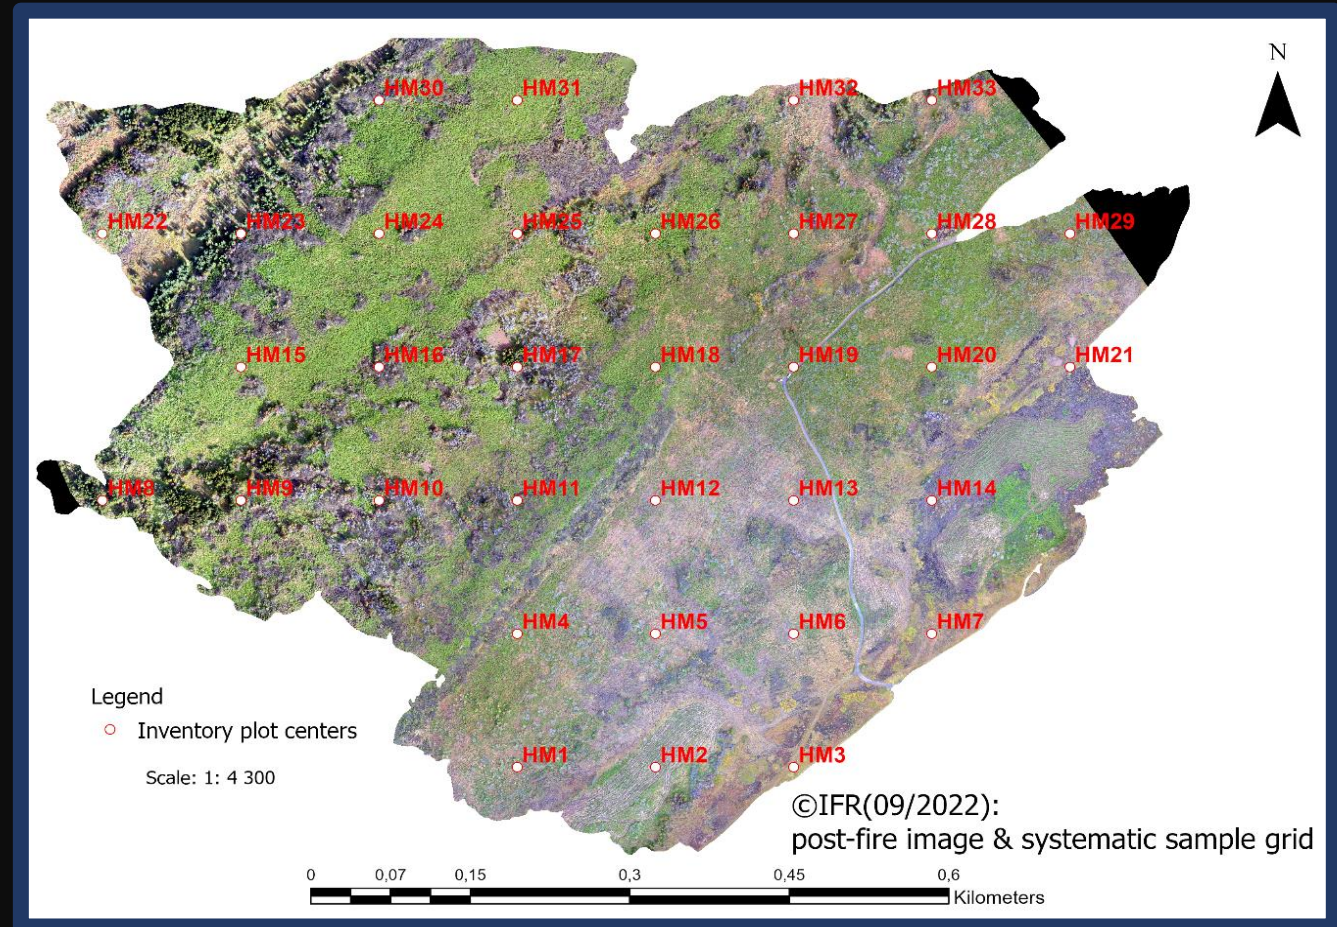 N
HM30 HM31 HM32 HM33
HM22 HM23 HM24 HM25 HM26 HM27 HM28 HM29
HM15 HM16 HM17 HM18 HM19 HM20 HM21
HM8 HM9 HM10 HM11 HM12 HM13 HM14
HM4 HM5 HM6 HM7
Legend
Inventory plot centers
HM1 HM2 HM3
Scale: 1: 4 300
©IFR(09/2022):
post-fire image & systematic sample grid
0 0,07 0,15 0,3 0,45 0,6
Kilometers